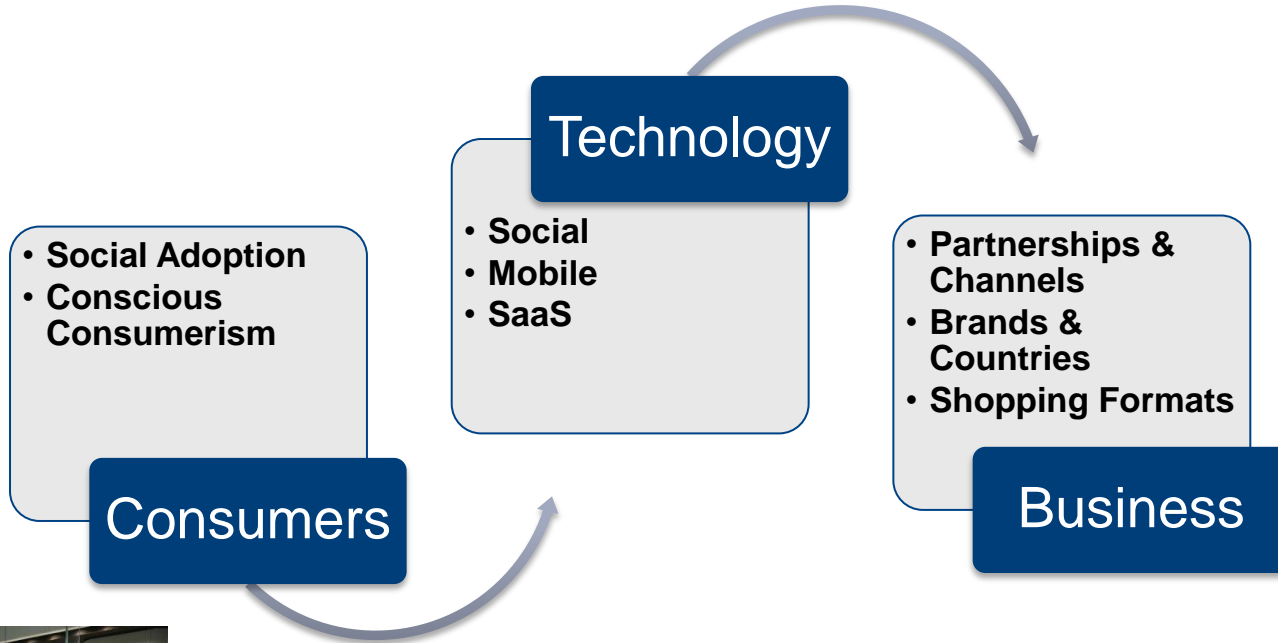 • Social Adoption
• Conscious
Consumerism
Consumers
Technology
• Social
• Mobile
• SaaS
• Partnerships &
Channels
• Brands &
Countries
• Shopping Formats
Business